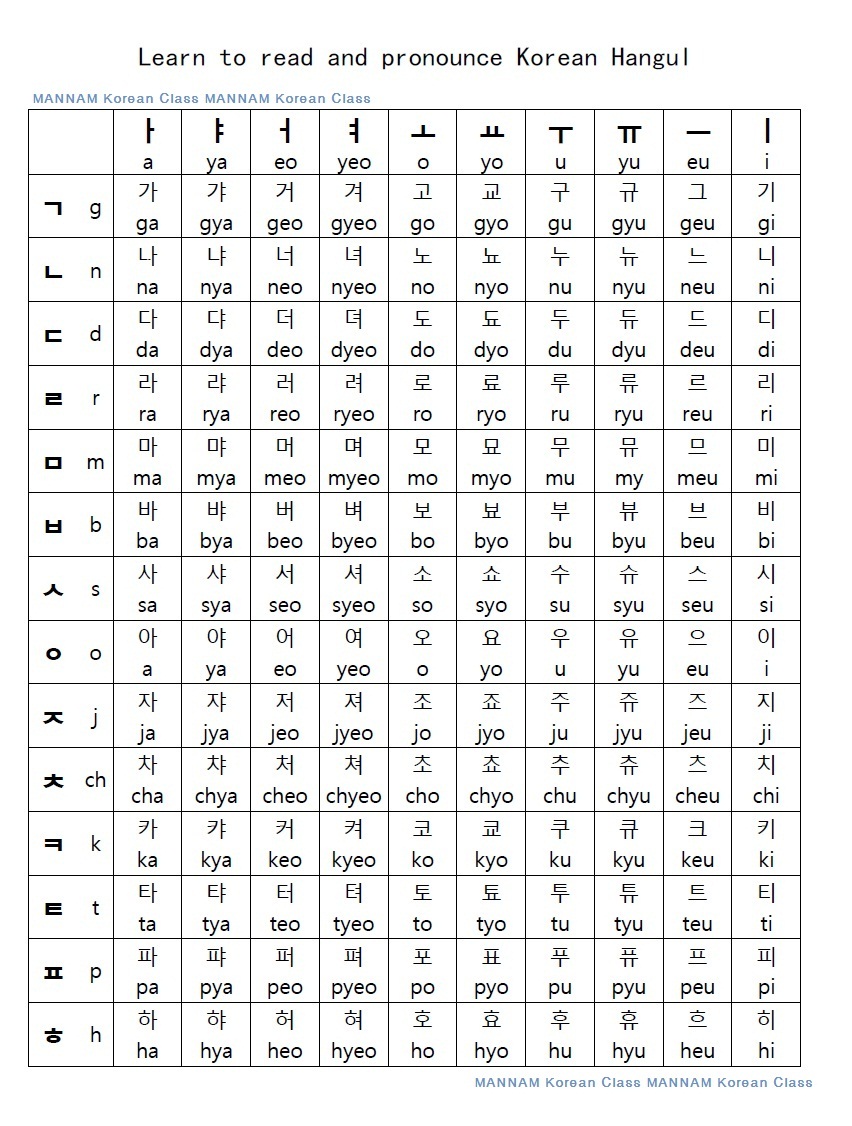 Learn to read and pronounce Korean Hangul
MANNAM Korean Class MANNAM Korean Class
ㅏ ㅑ ㅓ ㅕ ㅗ ㅛ ㅜ ㅠ ㅡ ㅣ
a ya eo yeo o yo u yu eu i
가 갸 거 겨 고 교 구 규 그 기
ㄱ g ga gya geo gyeo go gyo gu gyu geu gi
나 냐 너 녀 노 뇨 누 뉴 느 니
ㄴ n na nya neo nyeo no nyo nu nyu neu ni
다 댜 더 뎌 도 됴 두 듀 드 디
ㄷ d da dya deo dyeo do dyo du dyu deu di
라 랴 러 려 로 료 루 류 르 리
ㄹ r ra rya reo ryeo ro ryo ru ryu reu ri
마 먀 머 며 모 묘 무 뮤 므 미
ㅁ m ma mya meo myeo mo myo mu my meu mi
바 뱌 버 벼 보 뵤 부 뷰 브 비
ㅂ b ba bya beo byeo bo byo bu byu beu bi
사 샤 서 셔 소 쇼 수 슈 스 시
ㅅ s sa sya seo syeo so syo su syu seu si
아 야 어 여 오 요 우 유 으 이
ㅇ o a ya eo yeo o yo u yu eu i
자 쟈 저 져 조 죠 주 쥬 즈 지
ㅈ j ja jya jeo jyeo jo jyo ju jyu jeu ji
차 챠 처 쳐 초 쵸 추 츄 츠 치
ㅊ ch cha chya cheo chyeo cho chyo chu chyu cheu chi
카 캬 커 켜 코 쿄 쿠 큐 크 키
ㅋ k ka kya keo kyeo ko kyo ku kyu keu ki
타 탸 터 텨 토 툐 투 튜 트 티
ㅌ t ta tya teo tyeo to tyo tu tyu teu ti
파 퍄 퍼 펴 포 표 푸 퓨 프 피
ㅍ p pa pya peo pyeo po pyo pu pyu peu pi
하 햐 허 혀 호 효 후 휴 흐 히
ㅎ h ha hya heo hyeo ho hyo hu hyu heu hi
MANNAM Korean Class MANNAM Korean Class